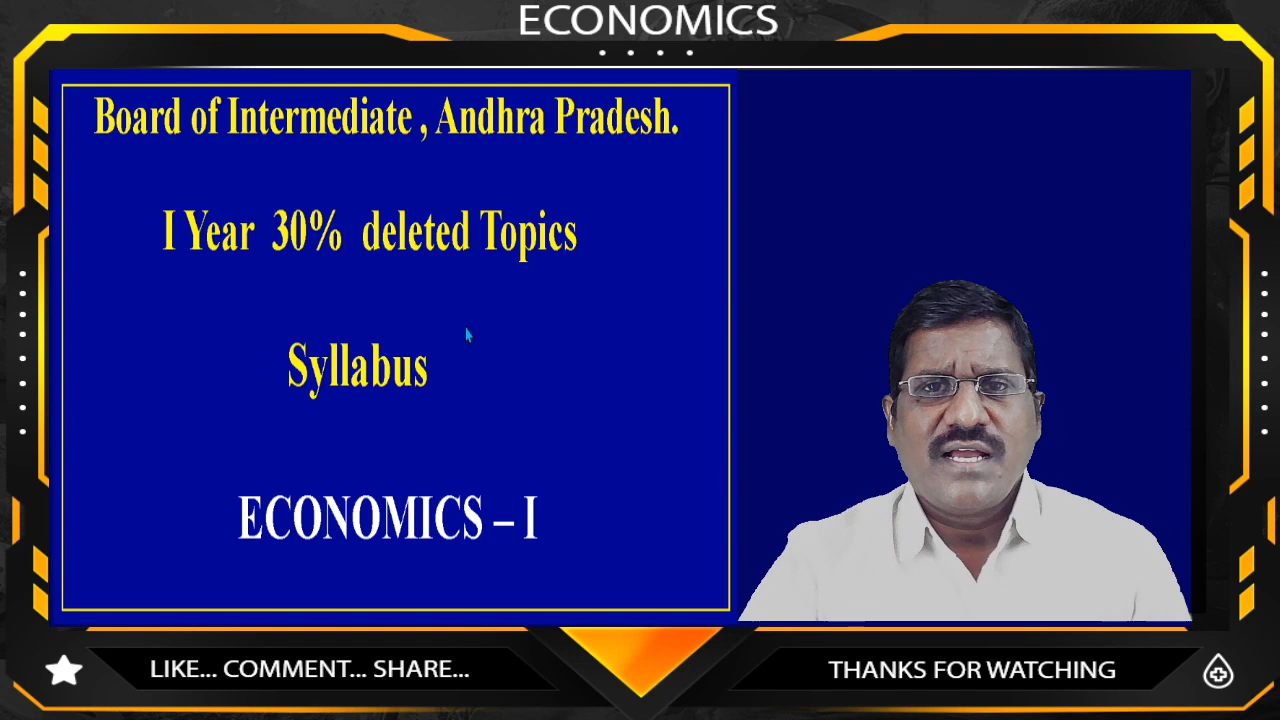 ECONOMICS
Board of Intermediate , Andhra Pradesh.
I Year 30% deleted Topics
Syllabus
ECONOMICS – I
LIKE... COMMENT... SHARE...
THANKS FOR WATCHING